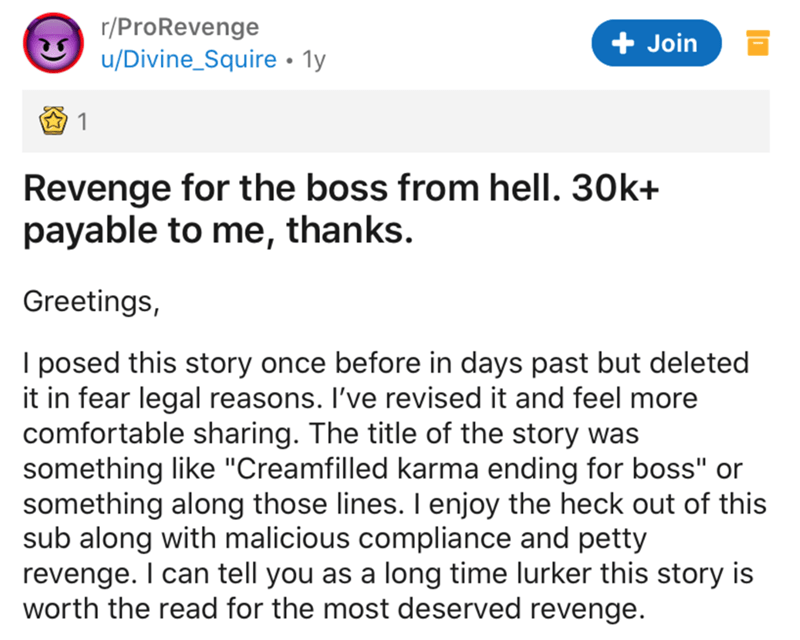 r/ProRevenge
u/Divine_Squire • 1y
+ Join
1
Revenge for the boss from hell. 30k+
payable to me, thanks.
Greetings,
I posed this story once before in days past but deleted
it in fear legal reasons. I've revised it and feel more
comfortable sharing. The title of the story was
something like "Creamfilled karma ending for boss" or
something along those lines. I enjoy the heck out of this
sub along with malicious compliance and petty
revenge. I can tell you as a long time lurker this story is
worth the read for the most deserved revenge.